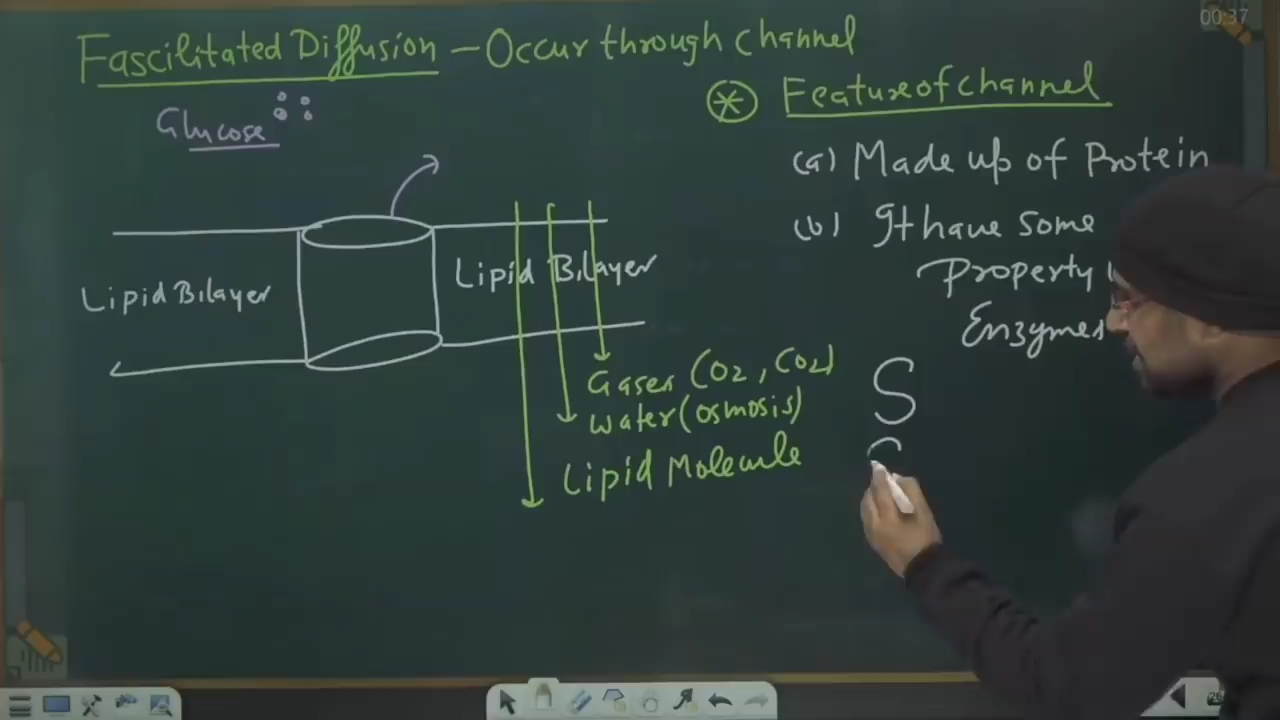 00:37
Fascilitated Diffusion – Occur through channel
Feature of channel
Glucose
(a) Made up of Protein
(b) It have some
Property
Enzymes
Lipid Bilayer
Lipid Bilayer
Gases (O2, CO2)
Water (osmosis)
Lipid Molecule
S